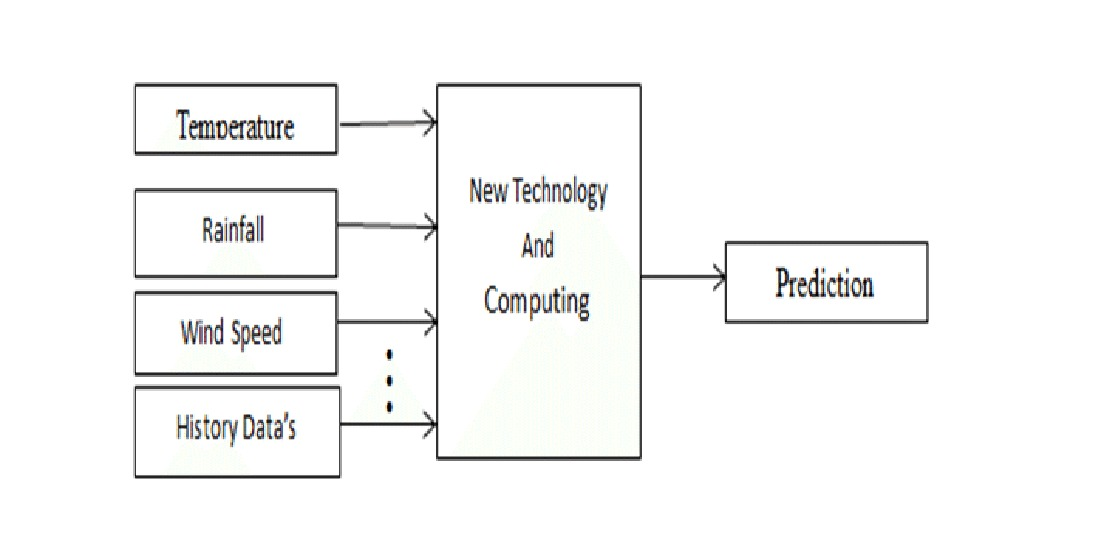 Temperature
Rainfall
Wind Speed
History Data's
New Technology
And
Computing
Prediction